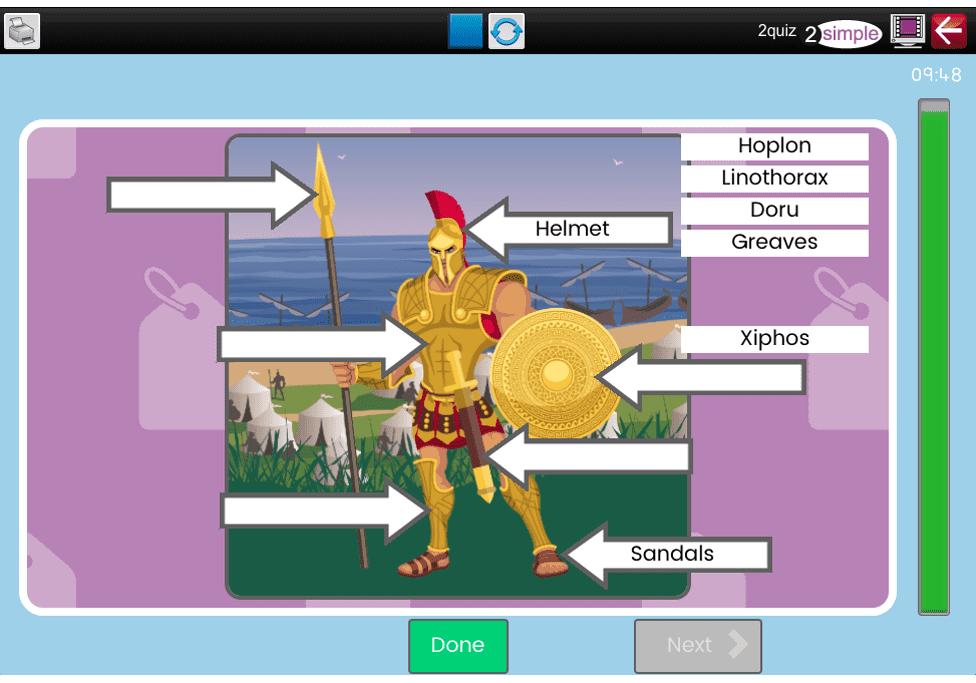 2quiz 2simple
09:48
Hoplon
Linothorax
Doru
Helmet
Greaves
Xiphos
Sandals
Done
Next